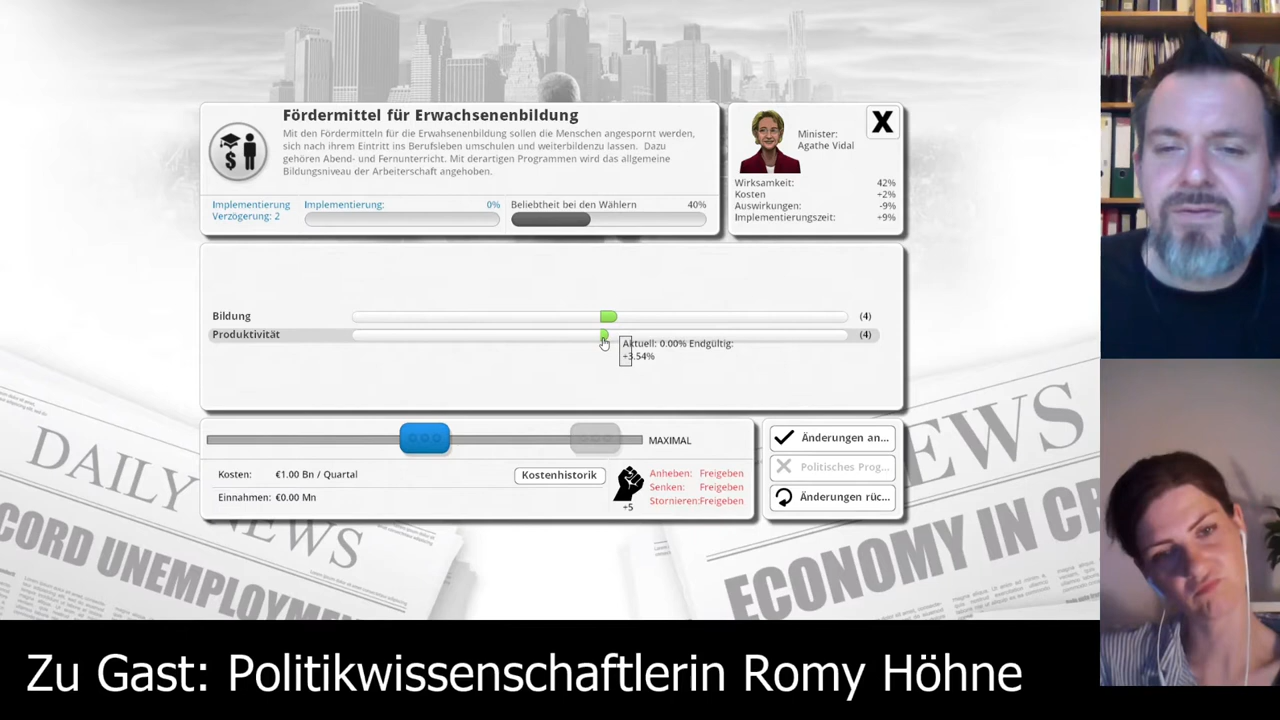 Fördermittel für Erwachsenenbildung
Mit den Fördermitteln für die Erwahsenenbildung sollen die Menschen angespornt werden,
sich nach ihrem Eintritt ins Berufsleben umschulen und weiterbildenzu lassen. Dazu
gehören Abend- und Fernunterricht. Mit derartigen Programmen wird das allgemeine
Bildungsniveau der Arbeiterschaft angehoben.
Implementierung
Verzögerung: 2
Implementierung: 0%
Beliebtheit bei den Wählern 40%
Minister:
Agathe Vidal
X
Wirksamkeit: 42%
Kosten +2%
Auswirkungen: -9%
Implementierungszeit: +9%
Bildung (4)
Produktivität (4)
Aktuell: 0.00% Endgültig:
+3.54%
MAXIMAL
Kosten: €1.00 Bn / Quartal
Kostenhistorik
Einnahmen: €0.00 Mn
+5
Anheben: Freigeben
Senken: Freigeben
Stornieren:Freigeben
Änderungen an...
Politisches Prog...
Änderungen rüc...
DAILY NEWS
CORD UNEMPLOYM
NEWS
ECONOMY IN CR
Zu Gast: Politikwissenschaftlerin Romy Höhne